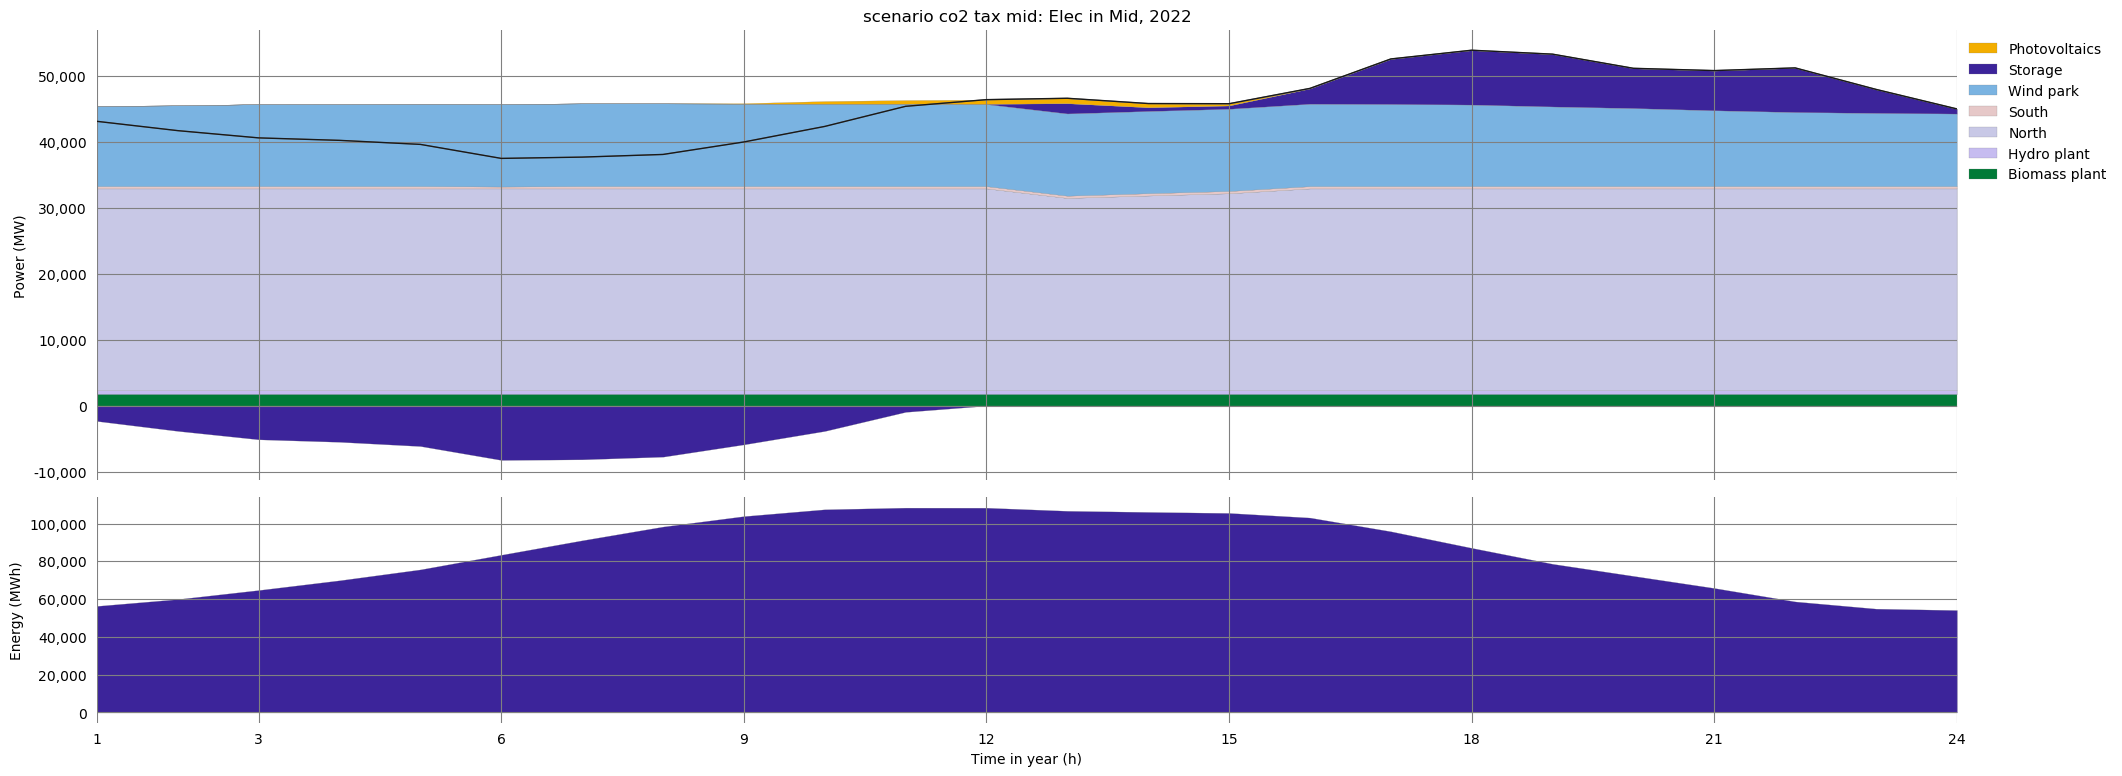 scenario co2 tax mid: Elec in Mid, 2022
Photovoltaics
Storage
Wind park
South
North
Hydro plant
Biomass plant
Power (MW)
50,000
40,000
30,000
20,000
10,000
0
-10,000
Energy (MWh)
100,000
80,000
60,000
40,000
20,000
0
1 3 6 9 12 15 18 21 24
Time in year (h)